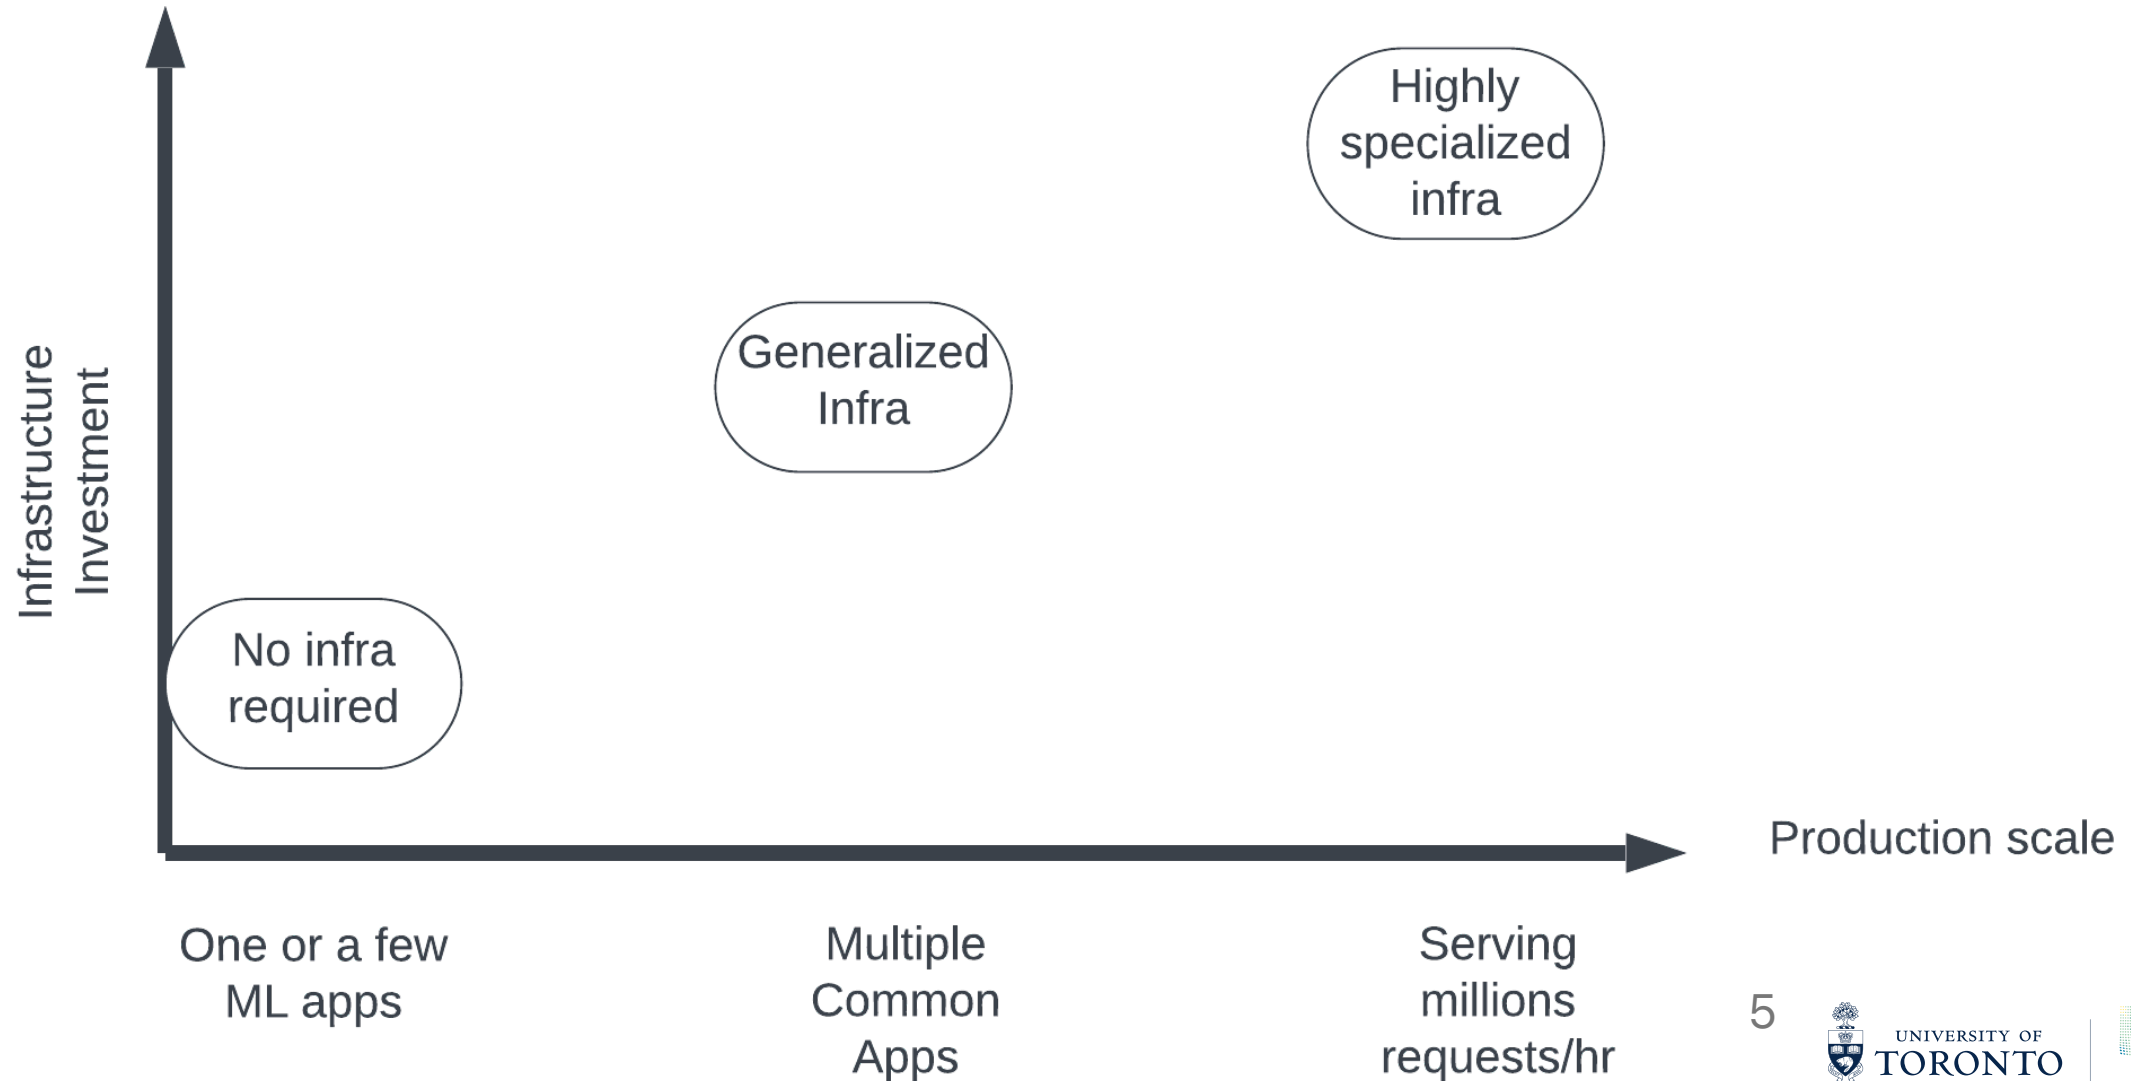 Highly
specialized
infra
Generalized
Infra
Infrastructure
Investment
No infra
required
Production scale
One or a few
ML apps
Multiple
Common
Apps
Serving
millions
requests/hr
5
UNIVERSITY OF
TORONTO